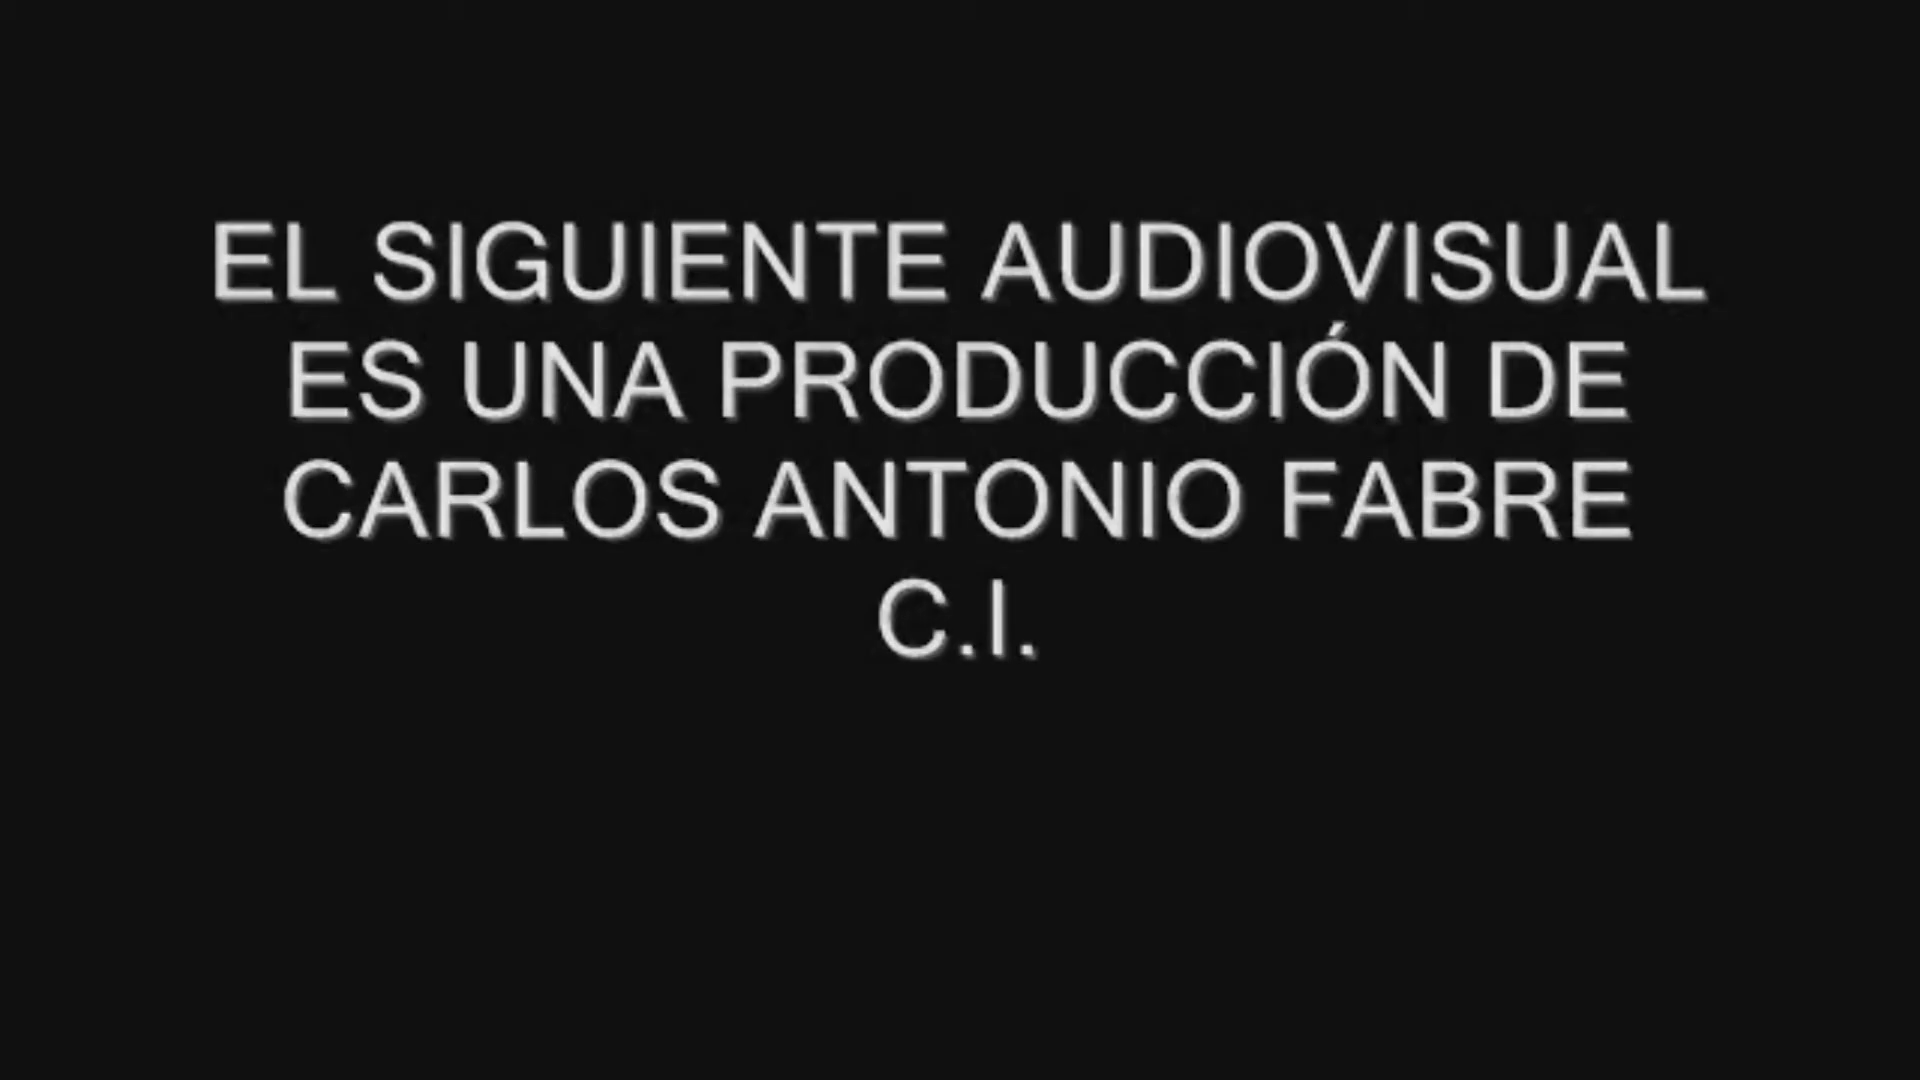 EL SIGUIENTE AUDIOVISUAL
ES UNA PRODUCCIÓN DE
CARLOS ANTONIO FABRE
C.I.